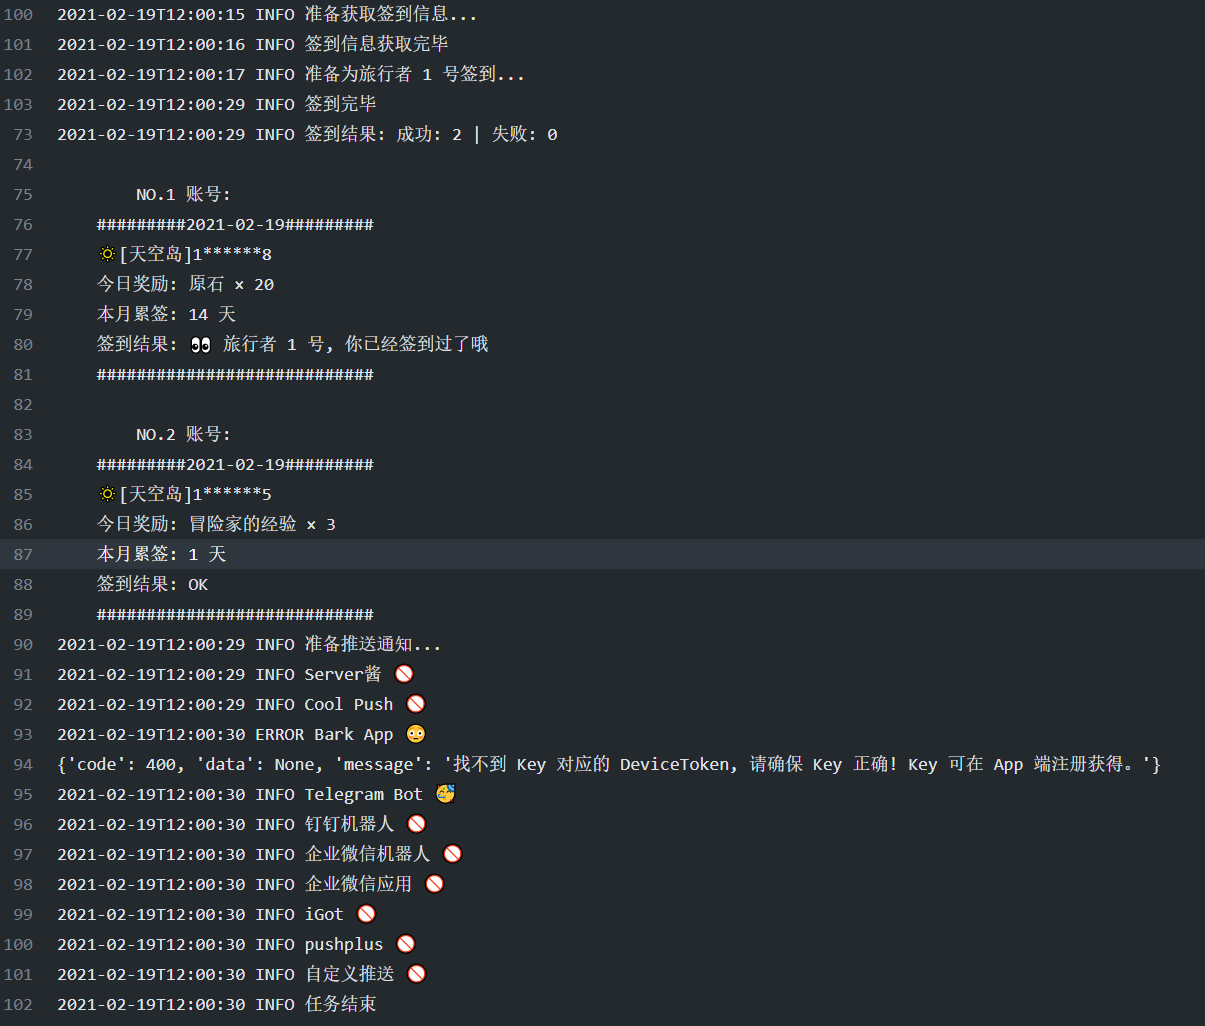 100 2021-02-19T12:00:15 INFO 准备获取签到信息...
101 2021-02-19T12:00:16 INFO 签到信息获取完毕
102 2021-02-19T12:00:17 INFO 准备为旅行者 1 号签到...
103 2021-02-19T12:00:29 INFO 签到完毕
73 2021-02-19T12:00:29 INFO 签到结果: 成功: 2 | 失败: 0
74
75 NO.1 账号:
76 #########2021-02-19#########
77 🔅[天空岛]1******8
78 今日奖励: 原石 × 20
79 本月累签: 14 天
80 签到结果: 👀 旅行者 1 号, 你已经签到过了哦
81 ############################
82
83 NO.2 账号:
84 #########2021-02-19#########
85 🔅[天空岛]1******5
86 今日奖励: 冒险家的经验 × 3
87 本月累签: 1 天
88 签到结果: OK
89 ############################
90 2021-02-19T12:00:29 INFO 准备推送通知...
91 2021-02-19T12:00:29 INFO Server酱 🚫
92 2021-02-19T12:00:29 INFO Cool Push 🚫
93 2021-02-19T12:00:30 ERROR Bark App 😳
94 {'code': 400, 'data': None, 'message': '找不到 Key 对应的 DeviceToken, 请确保 Key 正确! Key 可在 App 端注册获得。'}
95 2021-02-19T12:00:30 INFO Telegram Bot 🥳
96 2021-02-19T12:00:30 INFO 钉钉机器人 🚫
97 2021-02-19T12:00:30 INFO 企业微信机器人 🚫
98 2021-02-19T12:00:30 INFO 企业微信应用 🚫
99 2021-02-19T12:00:30 INFO iGot 🚫
100 2021-02-19T12:00:30 INFO pushplus 🚫
101 2021-02-19T12:00:30 INFO 自定义推送 🚫
102 2021-02-19T12:00:30 INFO 任务结束